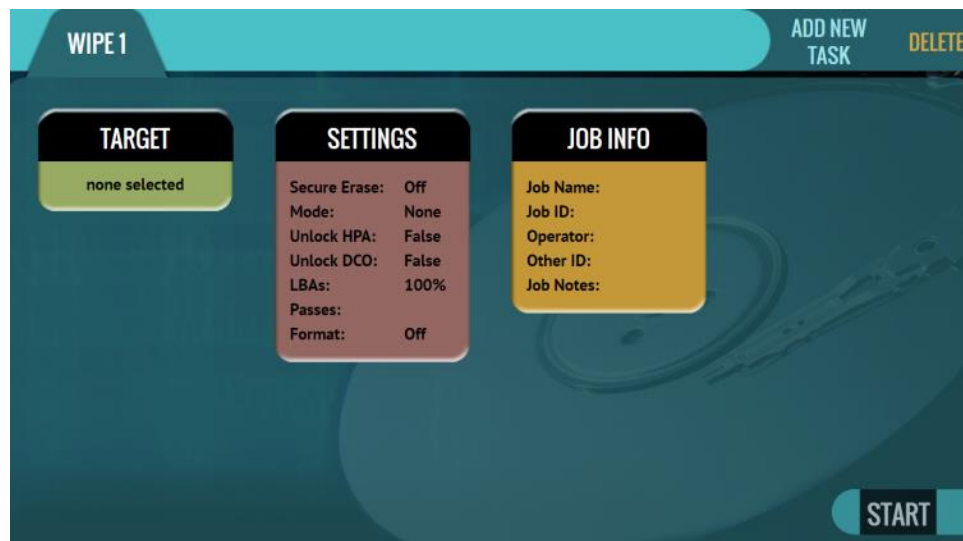 WIPE 1
ADD NEW
TASK
DELETE
TARGET
none selected
SETTINGS
Secure Erase: Off
Mode: None
Unlock HPA: False
Unlock DCO: False
LBAs: 100%
Passes:
Format: Off
JOB INFO
Job Name:
Job ID:
Operator:
Other ID:
Job Notes:
START